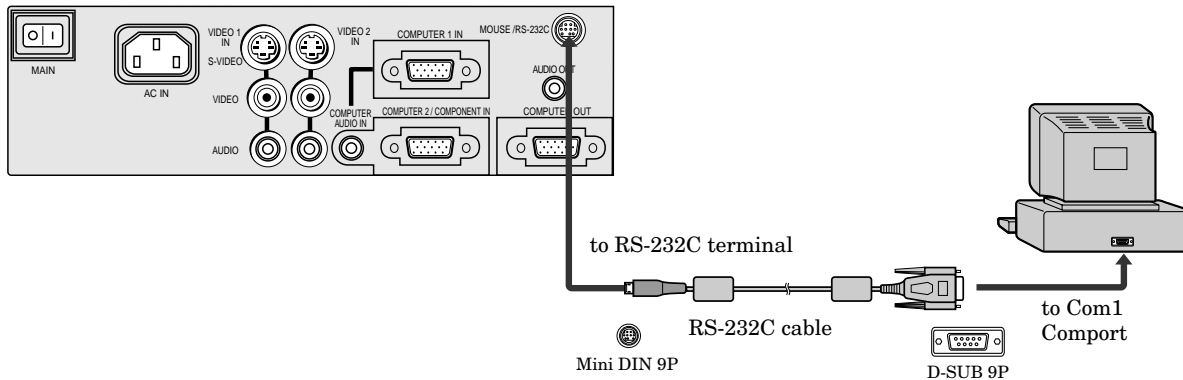 MAIN
AC IN
VIDEO 1
IN
S-VIDEO
VIDEO
AUDIO
VIDEO 2
IN
COMPUTER 1 IN
COMPUTER
AUDIO IN
COMPUTER 2 / COMPONENT IN
MOUSE /RS-232C
AUDIO OUT
COMPUTER OUT
to RS-232C terminal
RS-232C cable
Mini DIN 9P
D-SUB 9P
to Com1
Comport